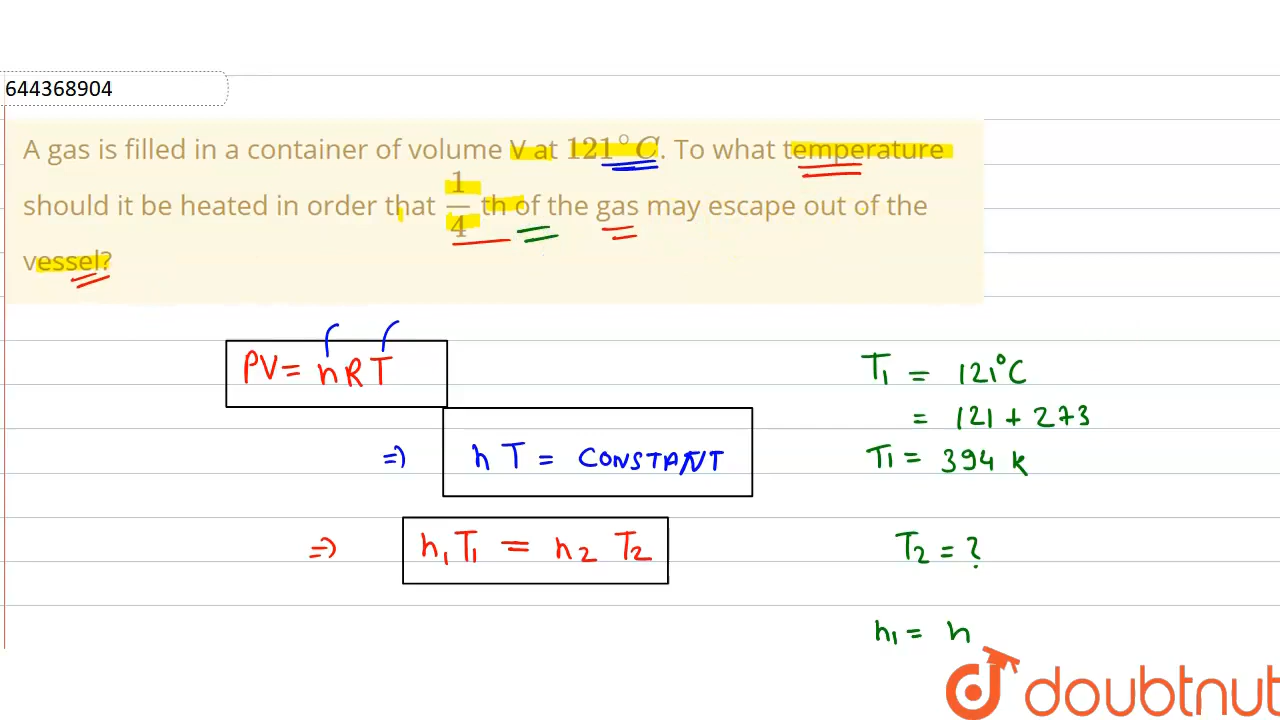 644368904
A gas is filled in a container of volume V at 121°C. To what temperature
should it be heated in order that 1/4 th of the gas may escape out of the
vessel?
PV = nRT
⇒ nT = CONSTANT
⇒ n₁T₁ = n₂ T₂
T₁ = 121°C
= 121 + 273
T₁ = 394 K
T₂ = ?
n₁ = n
doubtnut